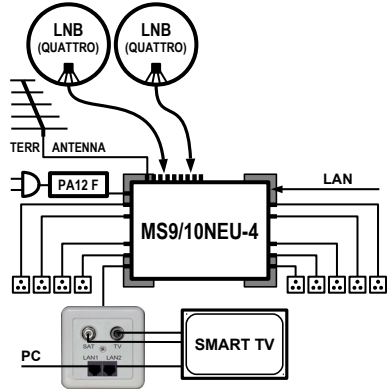 LNB
(QUATTRO)
LNB
(QUATTRO)
TERR ANTENNA
PA12 F
LAN
MS9/10NEU-4
SAT TV
LAN1 LAN2
PC
SMART TV